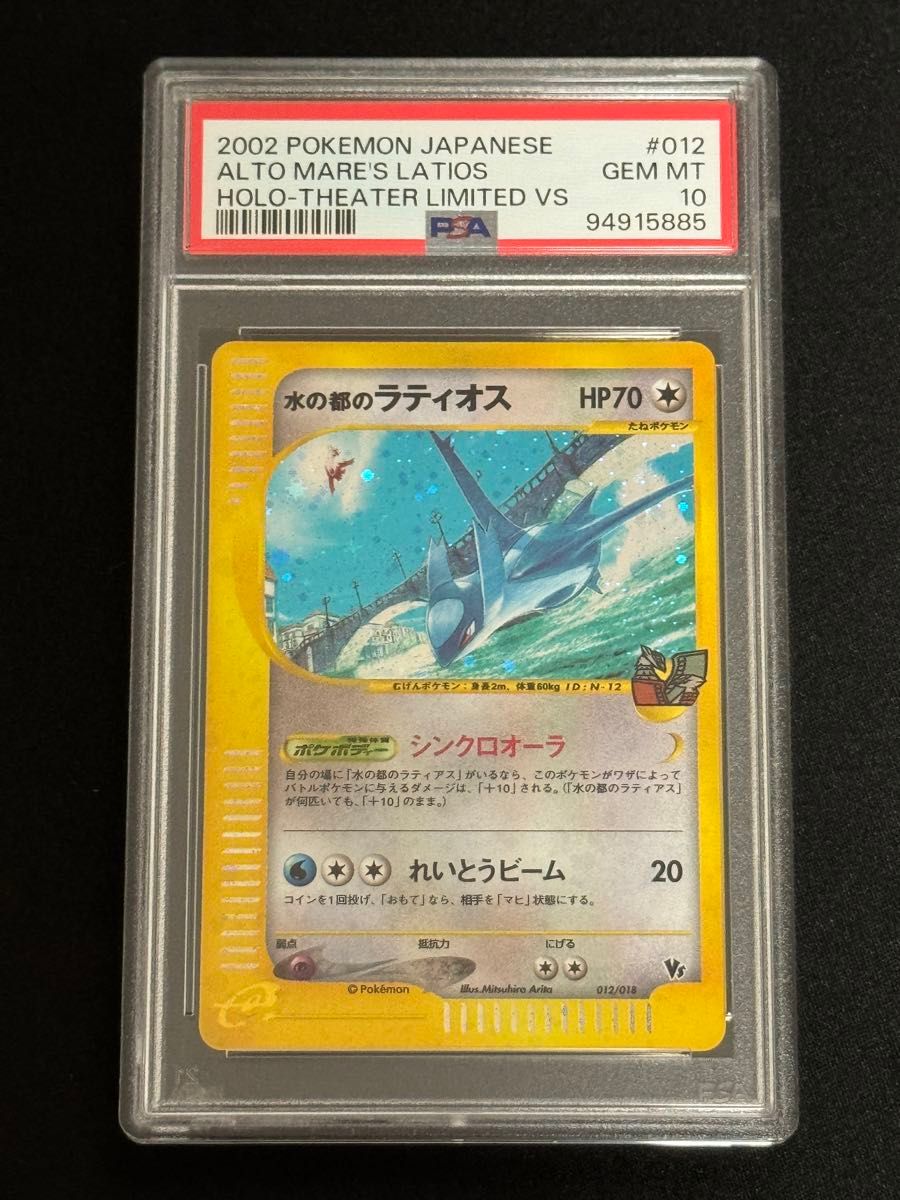 2002 POKEMON JAPANESE #012
ALTO MARE'S LATIOS GEM MT
HOLO-THEATER LIMITED VS 10
PSA 94915885
水の都のラティオス HP70
たねポケモン
むげんポケモン：身長2m、体重60kg ID：N-12
特殊体質
ポケボディー シンクロオーラ
自分の場に「水の都のラティアス」がいるなら、このポケモンがワザによって
バトルポケモンに与えるダメージは、「＋10」される。（「水の都のラティアス」
が何匹いても、「＋10」のまま。）
れいとうビーム 20
コインを1回投げ、「おもて」なら、相手を「マヒ」状態にする。
弱点 抵抗力 にげる
Vs
© Pokémon Illus.Mitsuhiro Arita 012/018
PSA